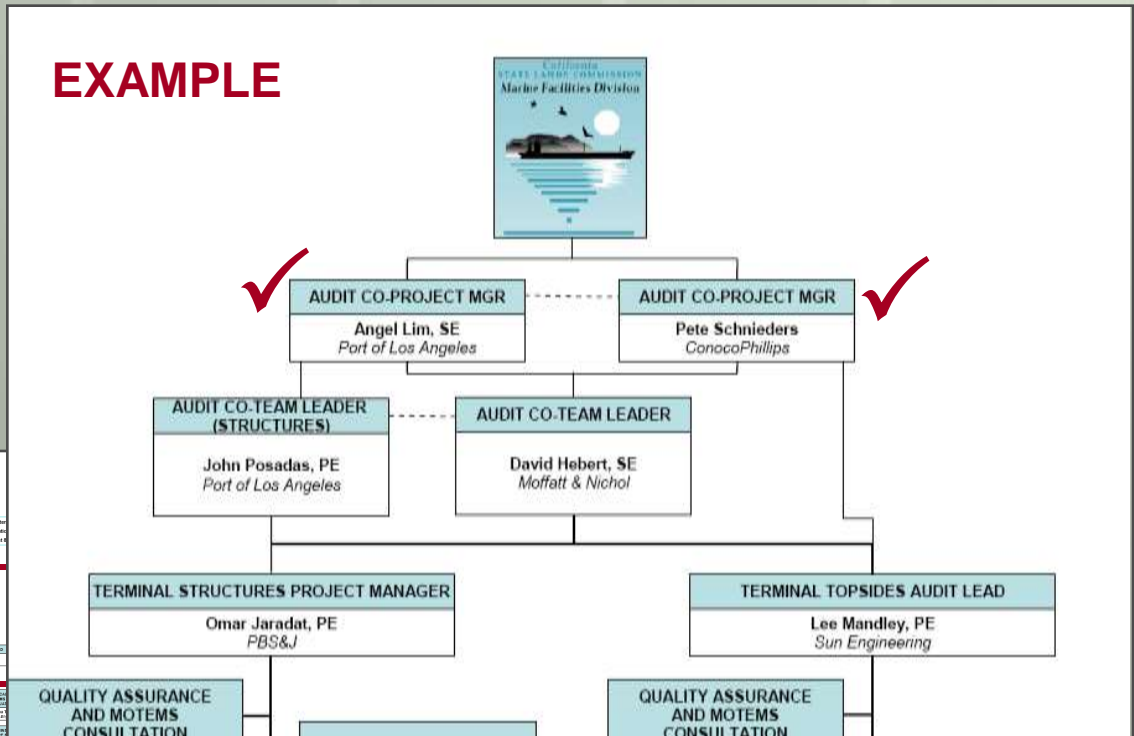 EXAMPLE
California
STATE LANDS COMMISSION
Marine Facilities Division
AUDIT CO-PROJECT MGR
Angel Lim, SE
Port of Los Angeles
AUDIT CO-PROJECT MGR
Pete Schnieders
ConocoPhillips
AUDIT CO-TEAM LEADER
(STRUCTURES)
John Posadas, PE
Port of Los Angeles
AUDIT CO-TEAM LEADER
David Hebert, SE
Moffatt & Nichol
TERMINAL STRUCTURES PROJECT MANAGER
Omar Jaradat, PE
PBS&J
TERMINAL TOPSIDES AUDIT LEAD
Lee Mandley, PE
Sun Engineering
QUALITY ASSURANCE
AND MOTEMS
CONSULTATION
QUALITY ASSURANCE
AND MOTEMS
CONSULTATION